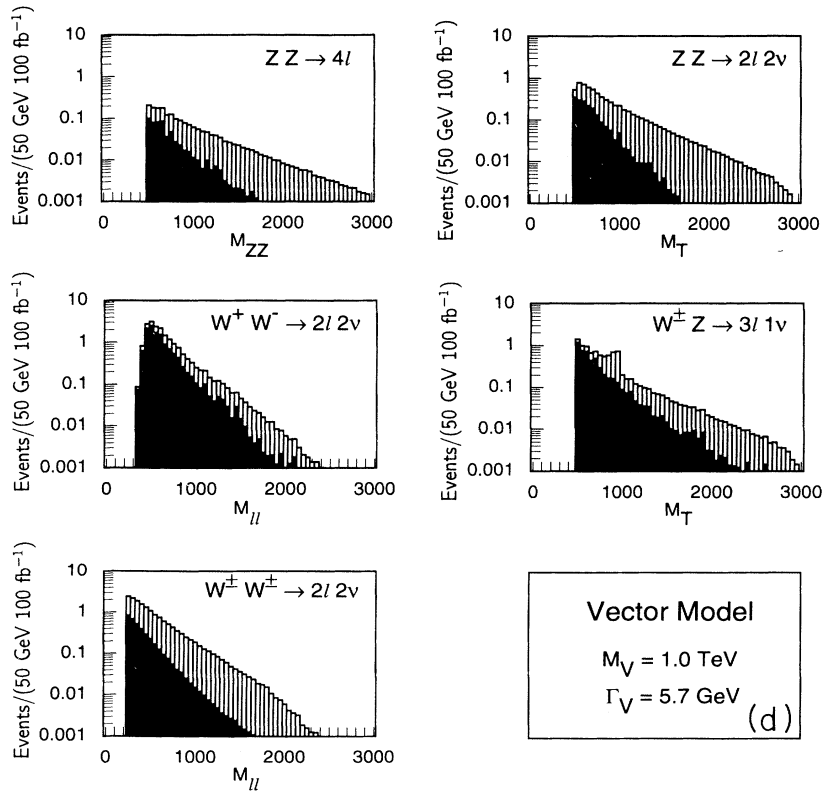 Z Z → 4l
Events/(50 GeV 100 fb⁻¹)
10
1
0.1
0.01
0.001
0 1000 2000 3000
M_ZZ
Z Z → 2l 2ν
Events/(50 GeV 100 fb⁻¹)
10
1
0.1
0.01
0.001
0 1000 2000 3000
M_T
W⁺ W⁻ → 2l 2ν
Events/(50 GeV 100 fb⁻¹)
10
1
0.1
0.01
0.001
0 1000 2000 3000
M_ll
W± Z → 3l 1ν
Events/(50 GeV 100 fb⁻¹)
10
1
0.1
0.01
0.001
0 1000 2000 3000
M_T
W± W± → 2l 2ν
Events/(50 GeV 100 fb⁻¹)
10
1
0.1
0.01
0.001
0 1000 2000 3000
M_ll
Vector Model
M_V = 1.0 TeV
Γ_V = 5.7 GeV
(d)